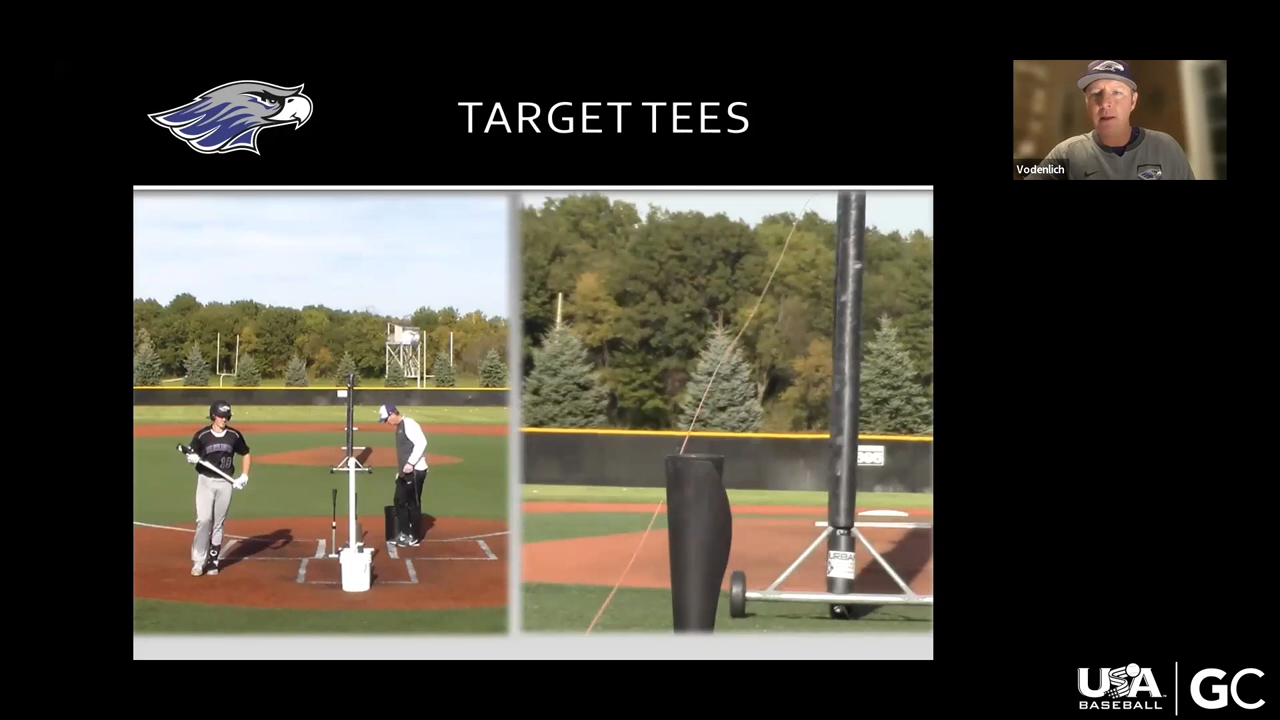 TARGET TEES
Vodenlich
USA
BASEBALL
GC